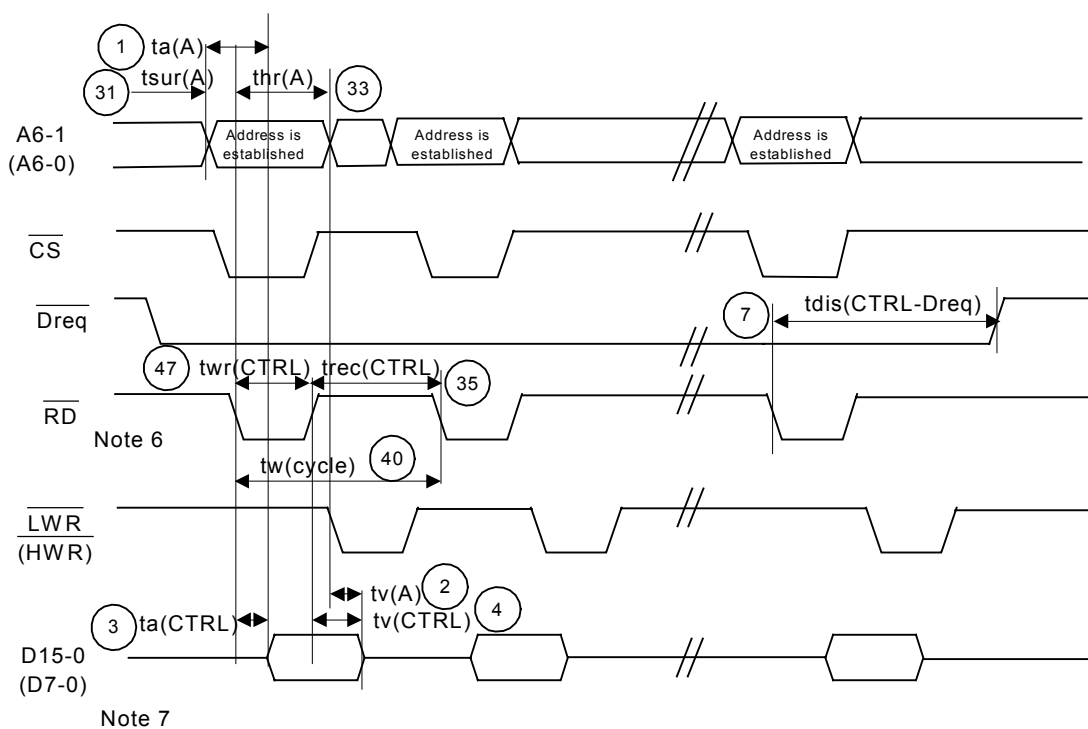 1 ta(A)
31 tsur(A) thr(A) 33
A6-1
(A6-0)
Address is
established
Address is
established
Address is
established
CS
Dreq
7 tdis(CTRL-Dreq)
47 twr(CTRL) trec(CTRL) 35
RD
Note 6
tw(cycle) 40
LWR
(HWR)
tv(A) 2
3 ta(CTRL) tv(CTRL) 4
D15-0
(D7-0)
Note 7